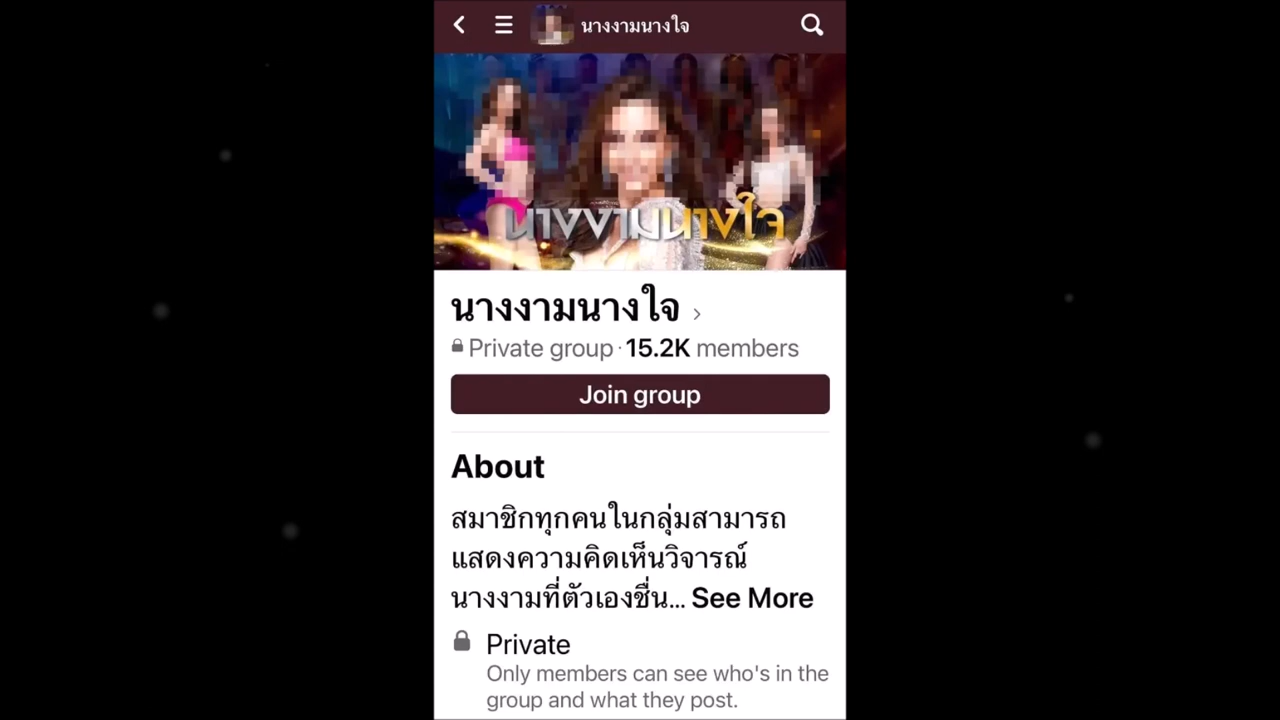 นางงามนางใจ
นางงามนางใจ
นางงามนางใจ
Private group · 15.2K members
Join group
About
สมาชิกทุกคนในกลุ่มสามารถ
แสดงความคิดเห็นวิจารณ์
นางงามที่ตัวเองชื่น... See More
Private
Only members can see who's in the
group and what they post.